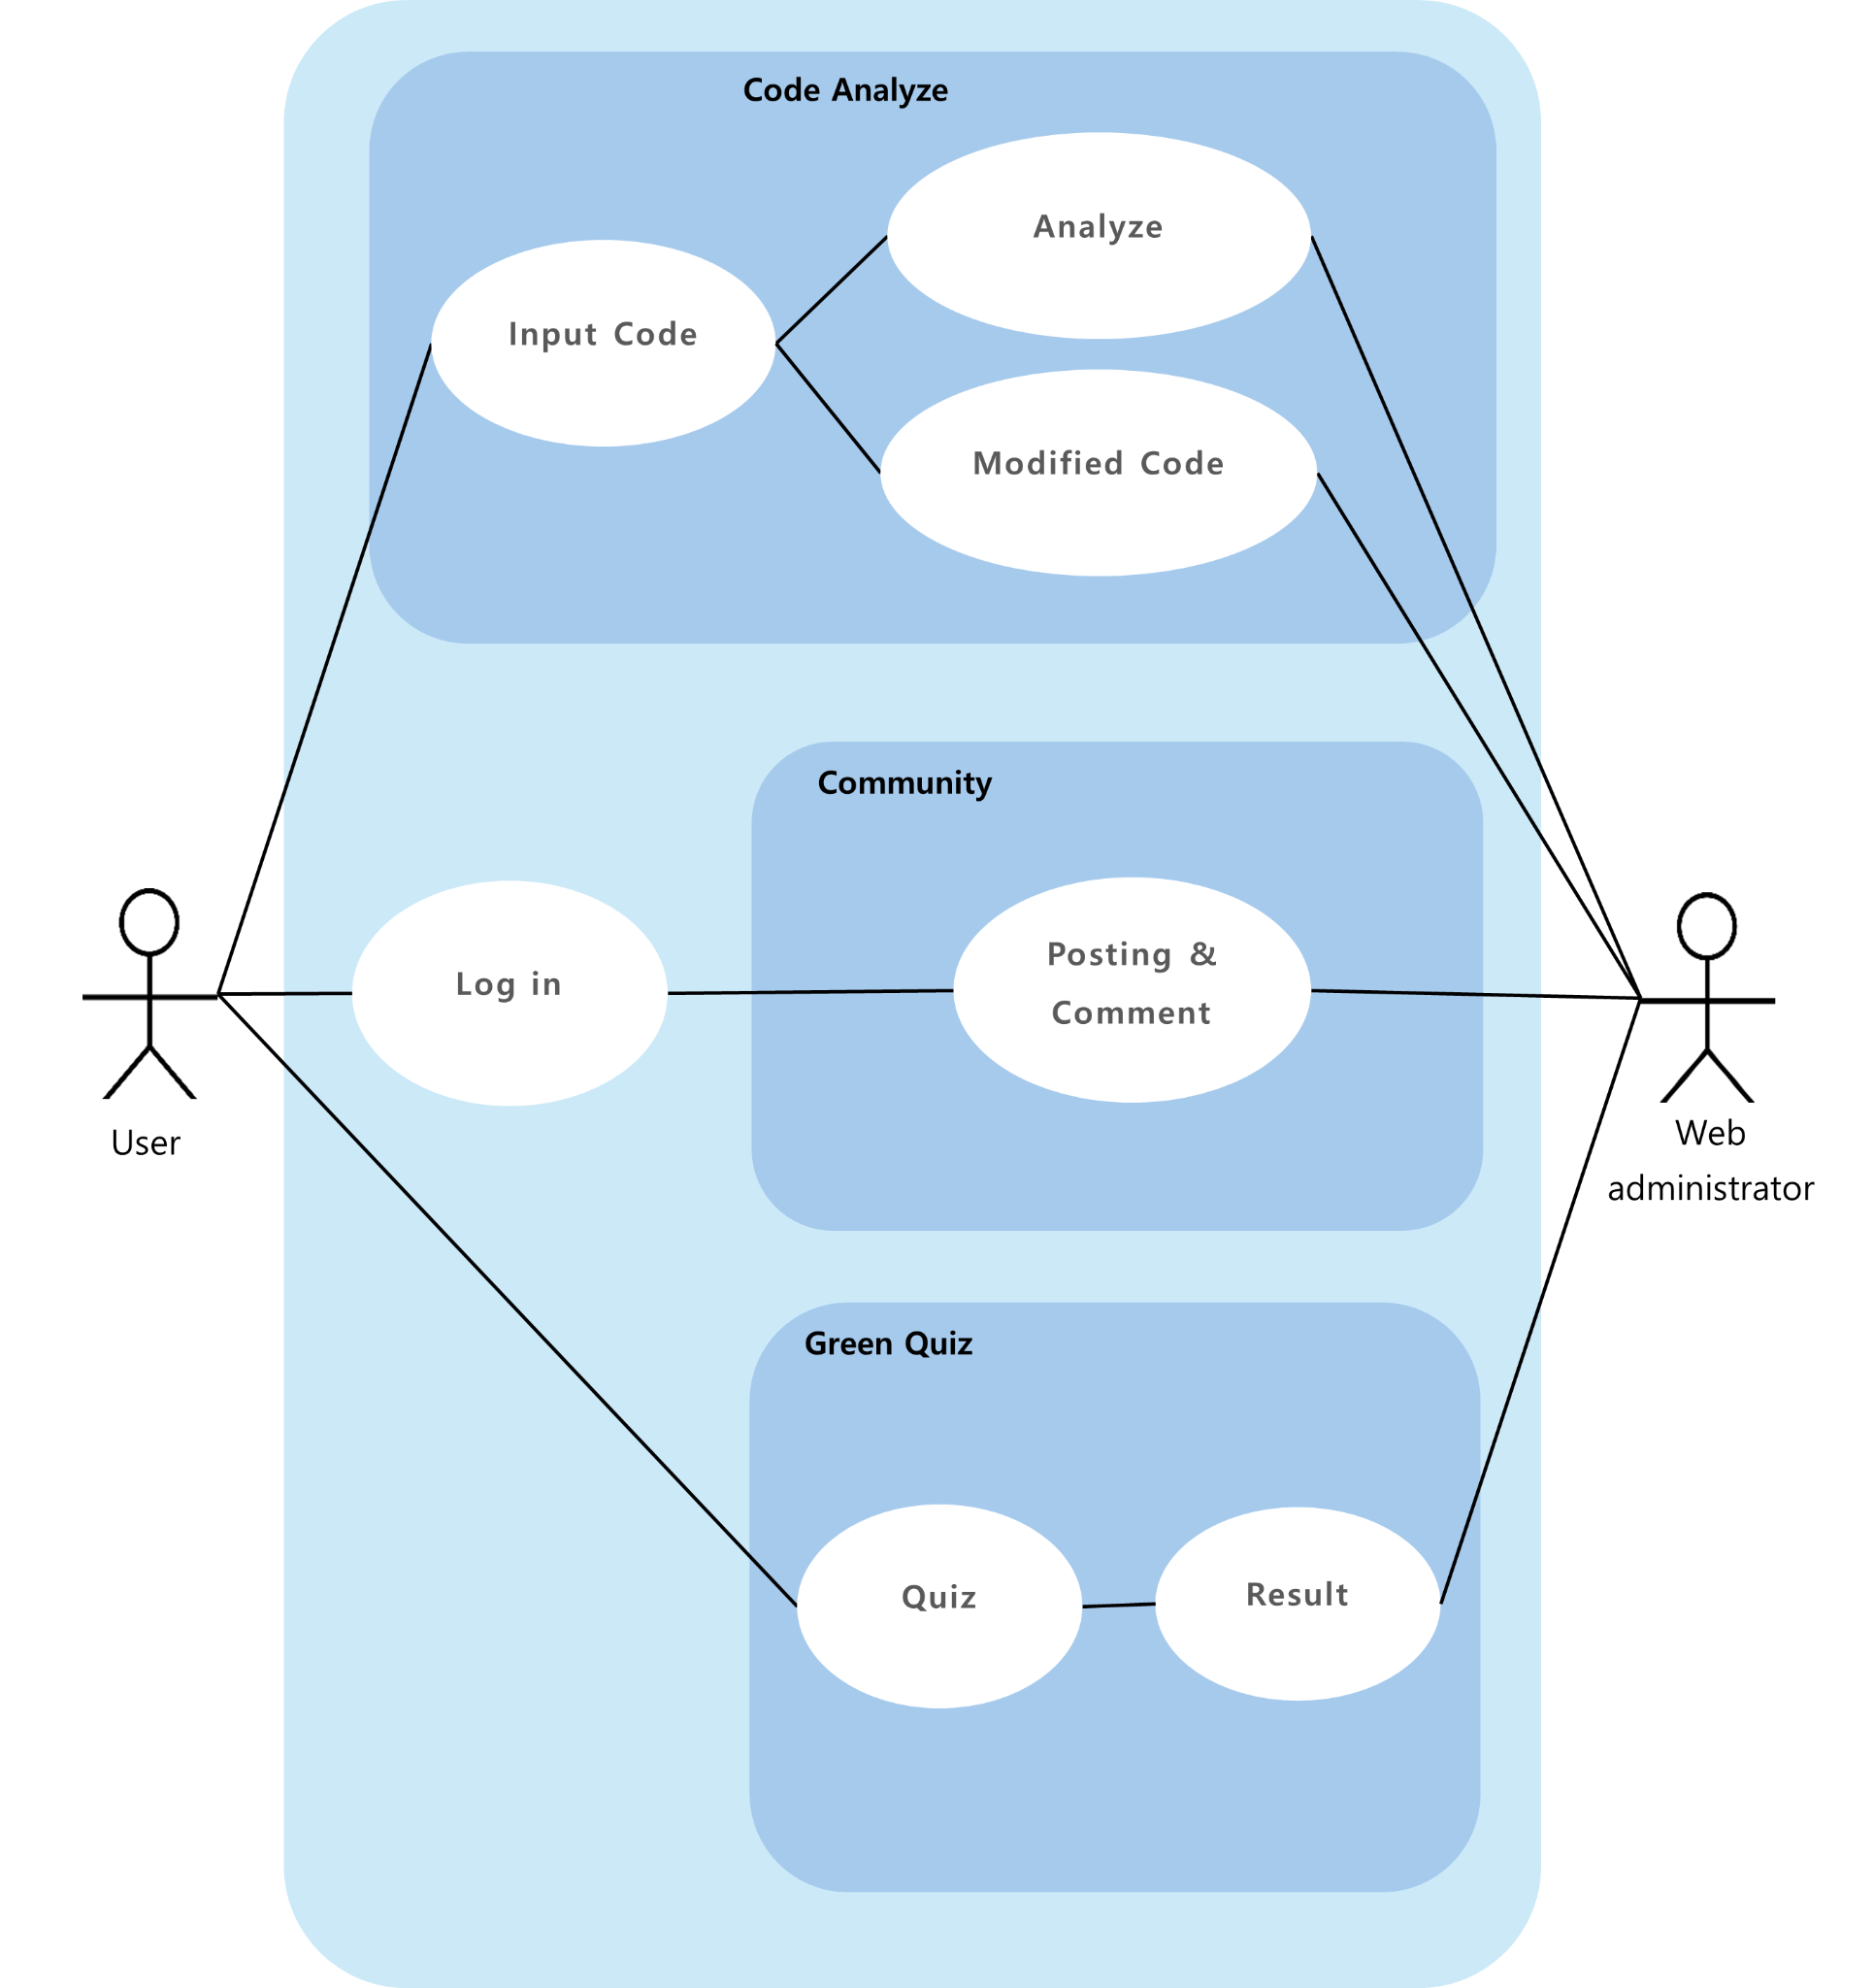 Code Analyze
Analyze
Input Code
Modified Code
Community
Posting &
Comment
Log in
User
Web
administrator
Green Quiz
Quiz
Result